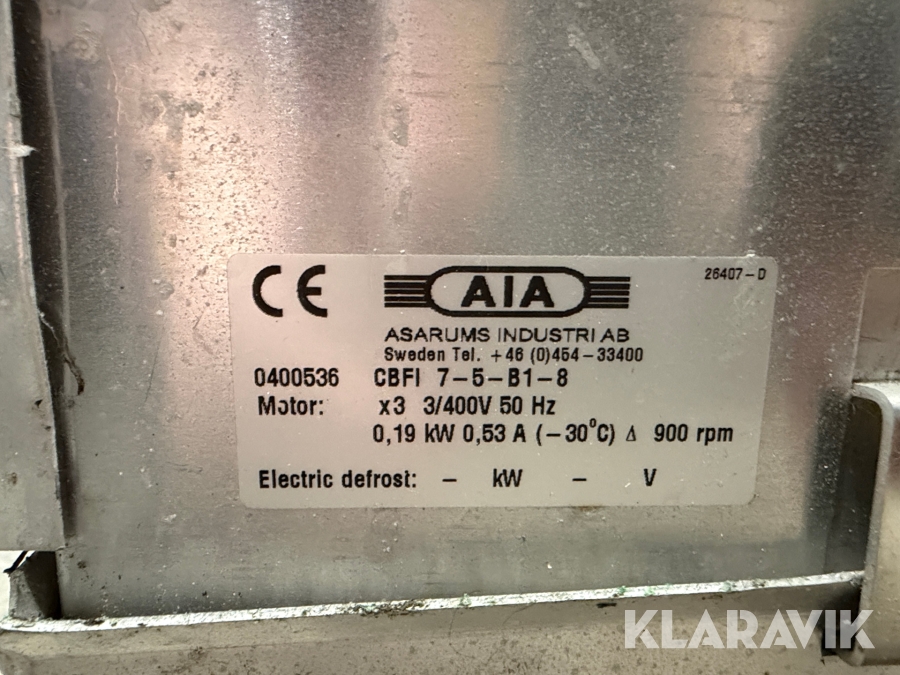 CE AIA 26407-D
ASARUMS INDUSTRI AB
Sweden Tel. +46 (0)454-33400
0400536 CBFI 7-5-B1-8
Motor: x3 3/400V 50 Hz
0,19 kW 0,53 A (-30°C) Δ 900 rpm
Electric defrost: - kW - V
KLARAVIK